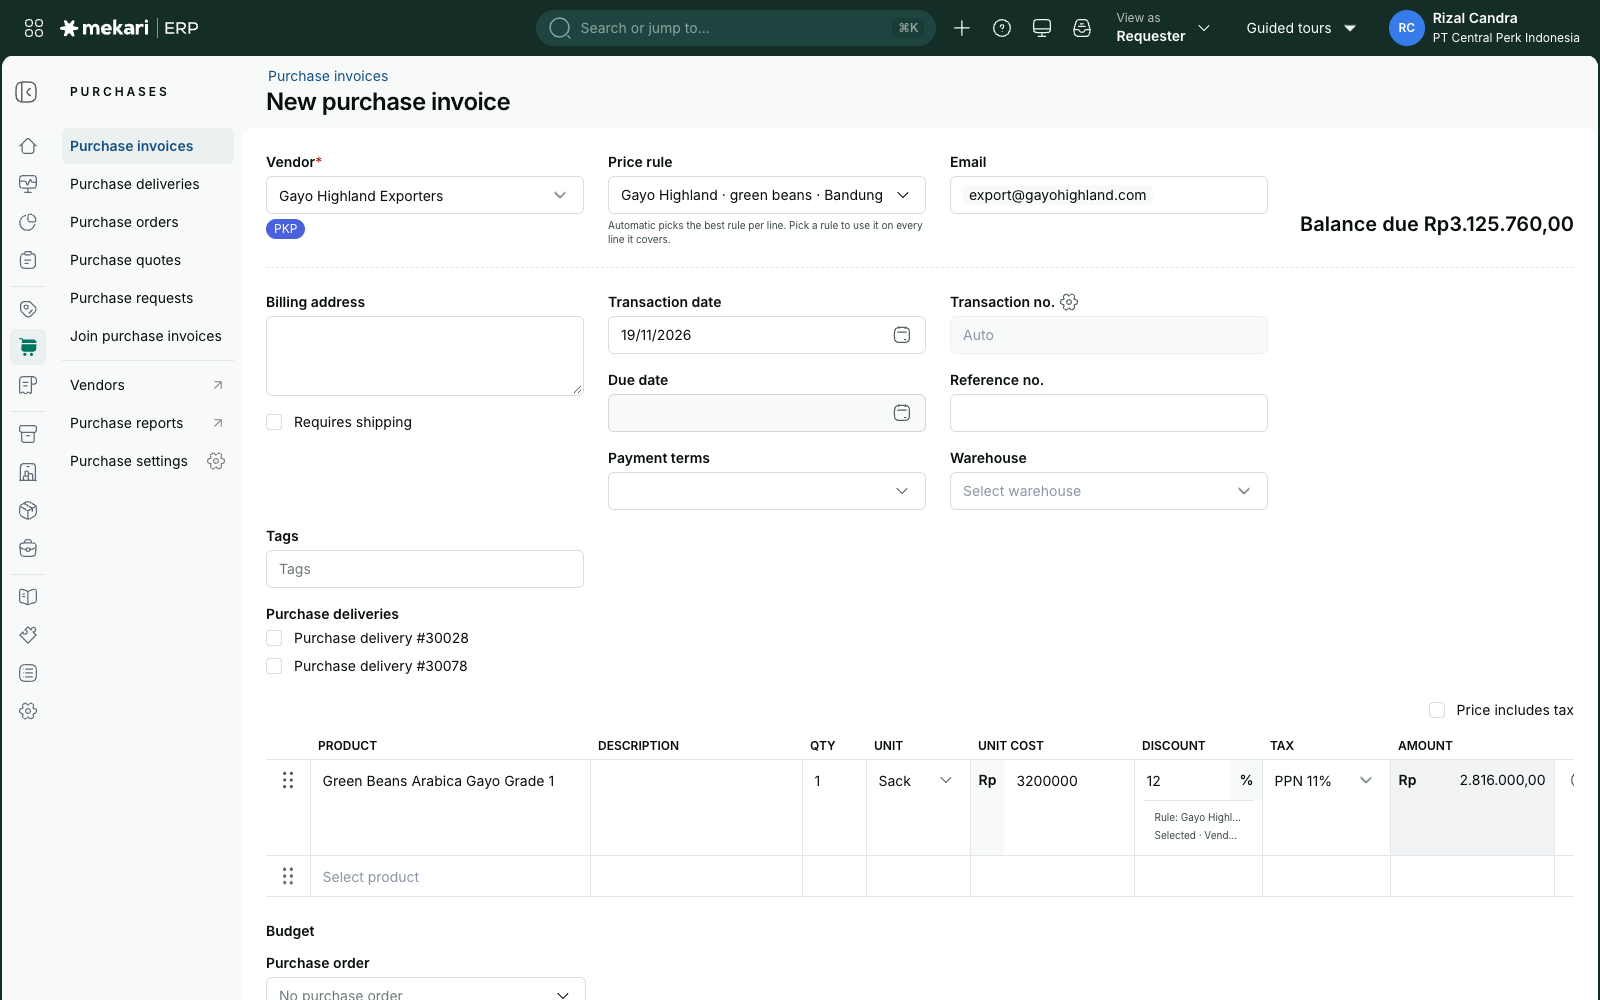 mekari ERP
Search or jump to...
⌘K
View as
Requester
Guided tours
RC
Rizal Candra
PT Central Perk Indonesia
PURCHASES
Purchase invoices
Purchase deliveries
Purchase orders
Purchase quotes
Purchase requests
Join purchase invoices
Vendors
Purchase reports
Purchase settings
Purchase invoices
New purchase invoice
Vendor*
Gayo Highland Exporters
PKP
Price rule
Gayo Highland · green beans · Bandung
Automatic picks the best rule per line. Pick a rule to use it on every
line it covers.
Email
export@gayohighland.com
Balance due Rp3.125.760,00
Billing address
Requires shipping
Transaction date
19/11/2026
Transaction no.
Auto
Due date
Reference no.
Payment terms
Warehouse
Select warehouse
Tags
Tags
Purchase deliveries
Purchase delivery #30028
Purchase delivery #30078
Price includes tax
PRODUCT DESCRIPTION QTY UNIT UNIT COST DISCOUNT TAX AMOUNT
Green Beans Arabica Gayo Grade 1 1 Sack Rp 3200000 12 % PPN 11% Rp 2.816.000,00
Rule: Gayo Highl...
Selected · Vend...
Select product
Budget
Purchase order
No purchase order